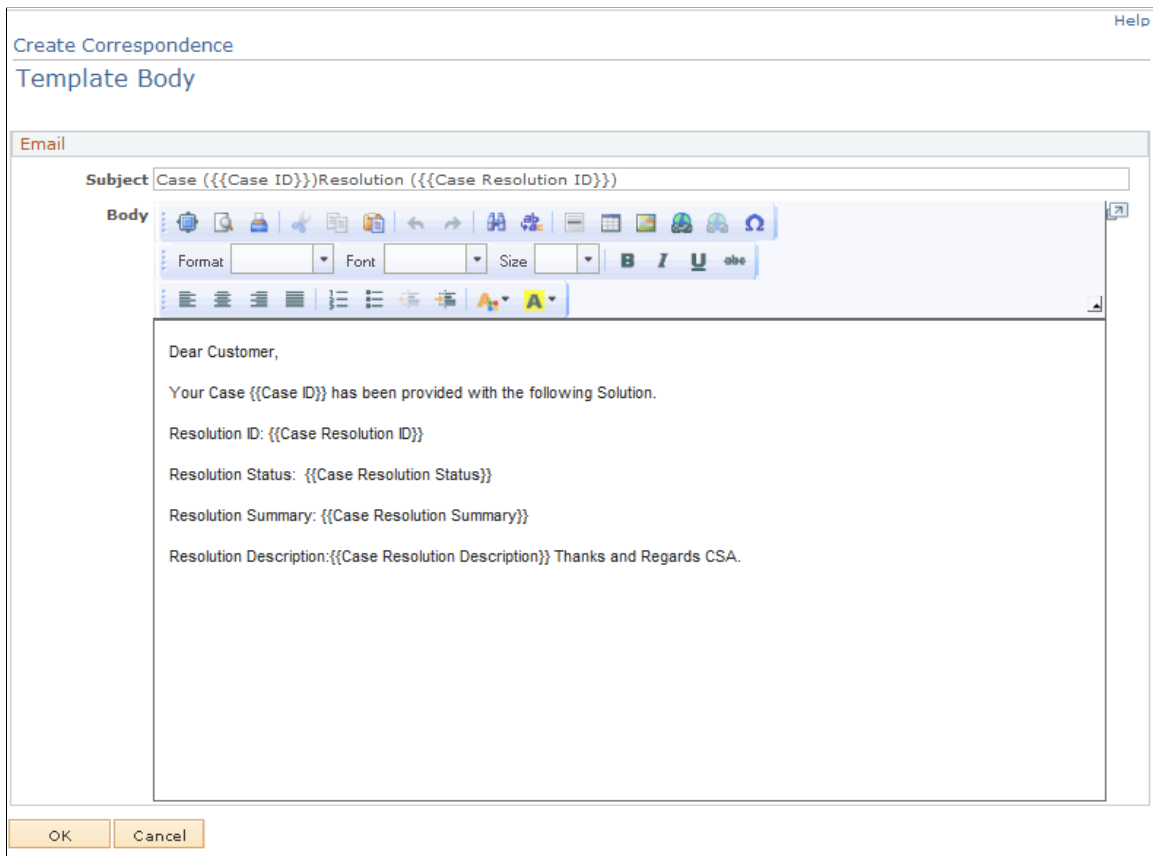 Help
Create Correspondence
Template Body
Email
Subject Case ({{Case ID}})Resolution ({{Case Resolution ID}})
Body
Format Font Size B I U abc
A A
Dear Customer,
Your Case {{Case ID}} has been provided with the following Solution.
Resolution ID: {{Case Resolution ID}}
Resolution Status:  {{Case Resolution Status}}
Resolution Summary: {{Case Resolution Summary}}
Resolution Description:{{Case Resolution Description}} Thanks and Regards CSA.
OK Cancel